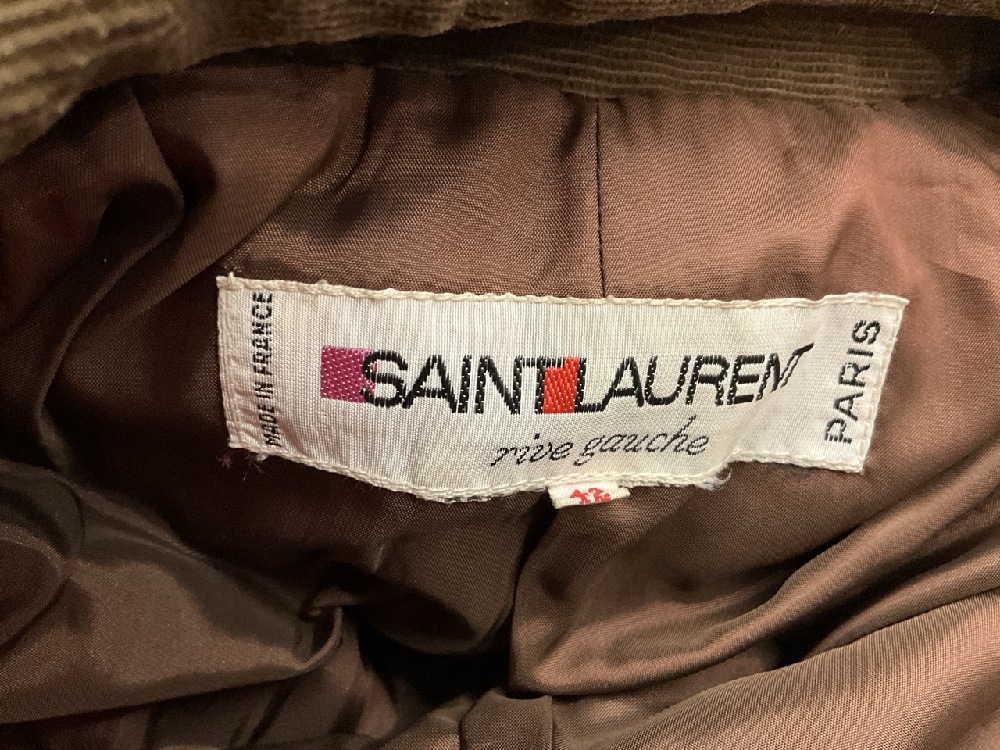 MADE IN FRANCE
SAINT LAURENT
rive gauche
PARIS